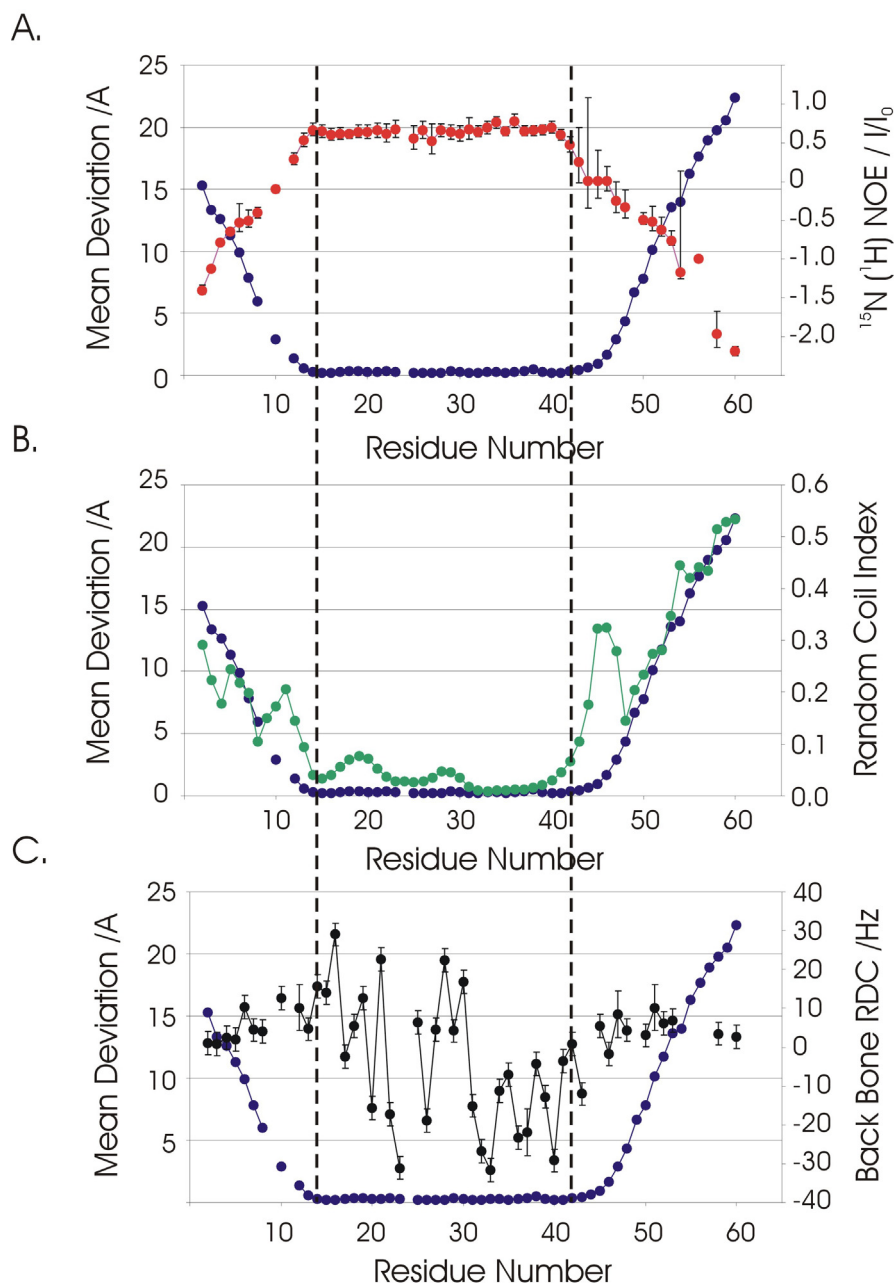 A.
Mean Deviation /A
25
20
15
10
5
0
1.0
0.5
0
-0.5
-1.0
-1.5
-2.0
15N (1H) NOE / I/I0
10 20 30 40 50 60
Residue Number
B.
Mean Deviation /A
25
20
15
10
5
0
0.6
0.5
0.4
0.3
0.2
0.1
0.0
Random Coil Index
10 20 30 40 50 60
Residue Number
C.
Mean Deviation /A
25
20
15
10
5
40
30
20
10
0
-10
-20
-30
-40
Back Bone RDC /Hz
10 20 30 40 50 60
Residue Number